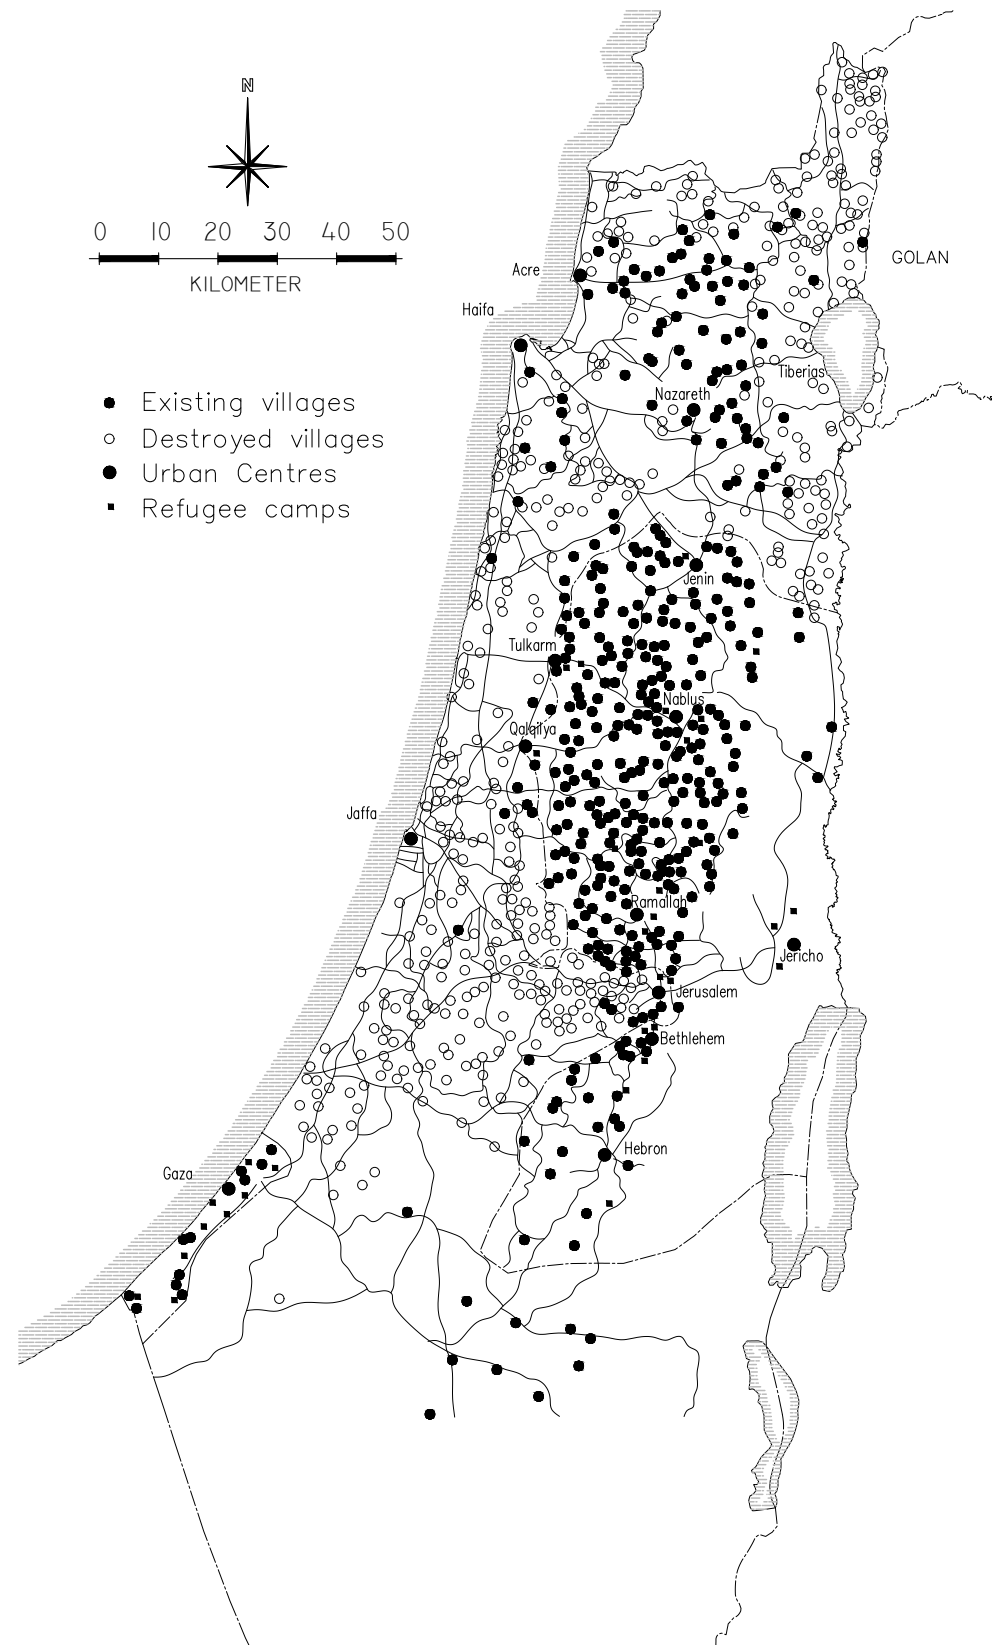 N
0 10 20 30 40 50
KILOMETER
Existing villages
Destroyed villages
Urban Centres
Refugee camps
GOLAN
Acre
Haifa
Tiberias
Nazareth
Jenin
Tulkarm
Nablus
Qalqilya
Jaffa
Ramallah
Jericho
Jerusalem
Bethlehem
Hebron
Gaza